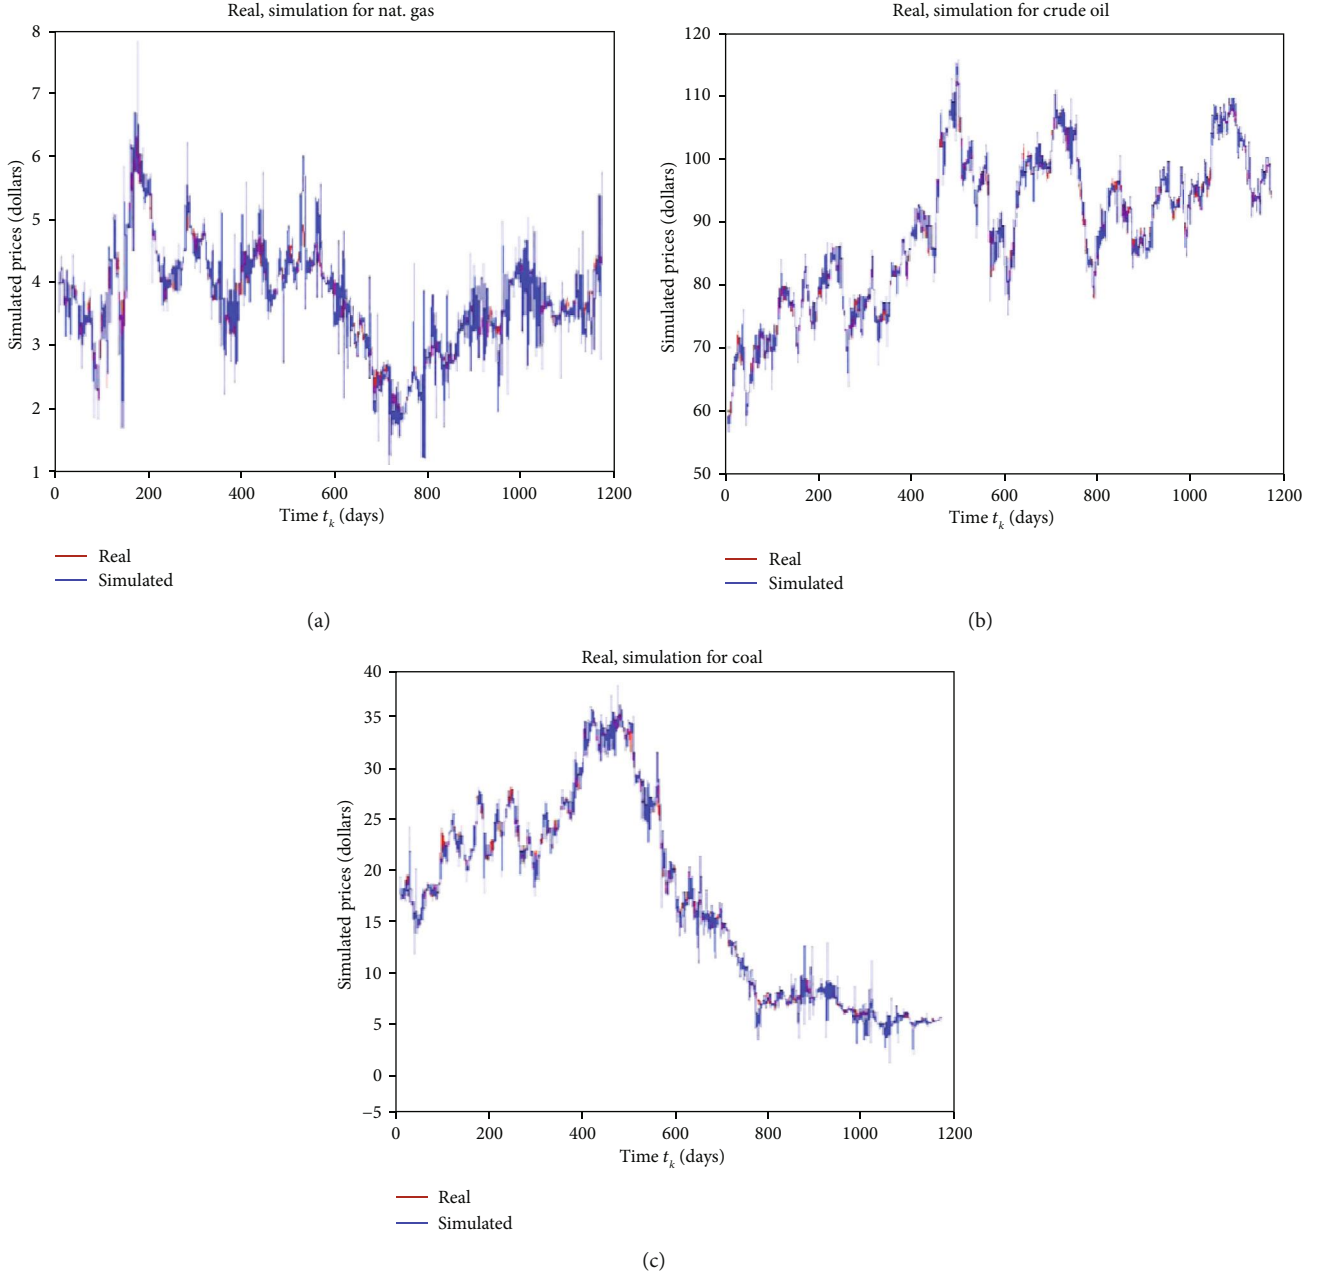 Real, simulation for nat. gas
8
7
6
5
4
3
2
1
Simulated prices (dollars)
0 200 400 600 800 1000 1200
Time t_k (days)
Real
Simulated
(a)
Real, simulation for crude oil
120
110
100
90
80
70
60
50
Simulated prices (dollars)
0 200 400 600 800 1000 1200
Time t_k (days)
Real
Simulated
(b)
Real, simulation for coal
40
35
30
25
20
15
10
5
0
−5
Simulated prices (dollars)
0 200 400 600 800 1000 1200
Time t_k (days)
Real
Simulated
(c)